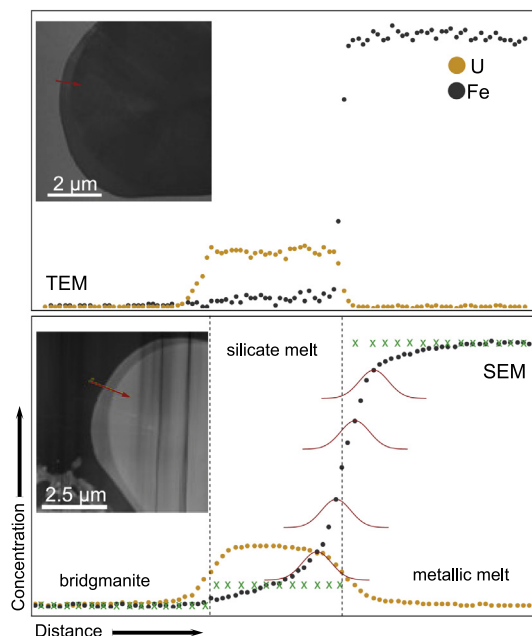 U
Fe
2 μm
TEM
silicate melt
SEM
2.5 μm
bridgmanite
metallic melt
Concentration
Distance